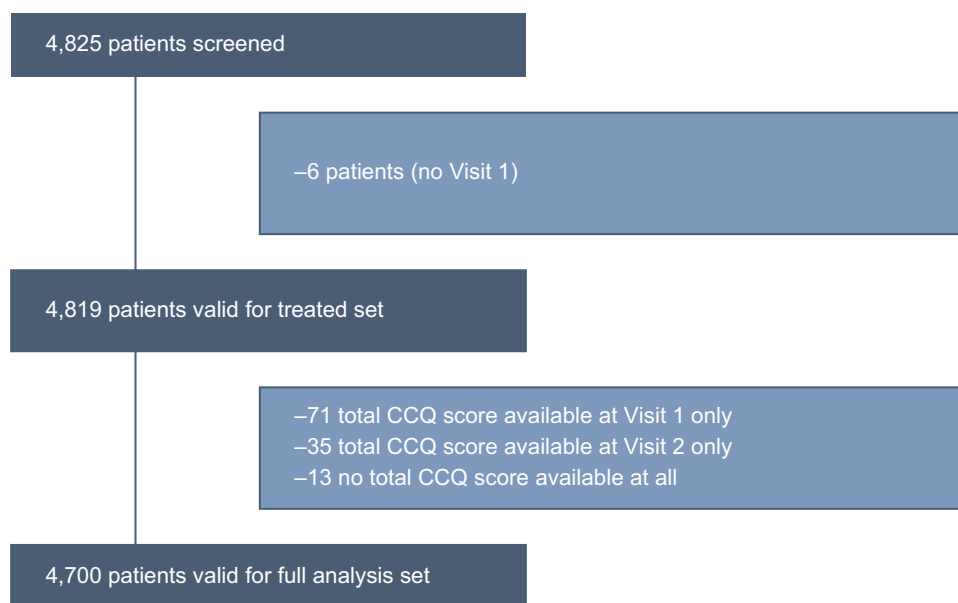 4,825 patients screened
–6 patients (no Visit 1)
4,819 patients valid for treated set
–71 total CCQ score available at Visit 1 only
–35 total CCQ score available at Visit 2 only
–13 no total CCQ score available at all
4,700 patients valid for full analysis set